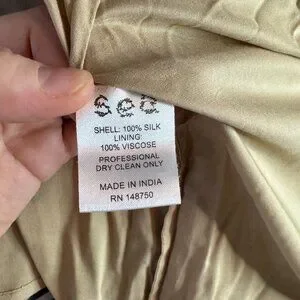 Sea
SHELL: 100% SILK
LINING:
100% VISCOSE
PROFESSIONAL
DRY CLEAN ONLY
MADE IN INDIA
RN 148750